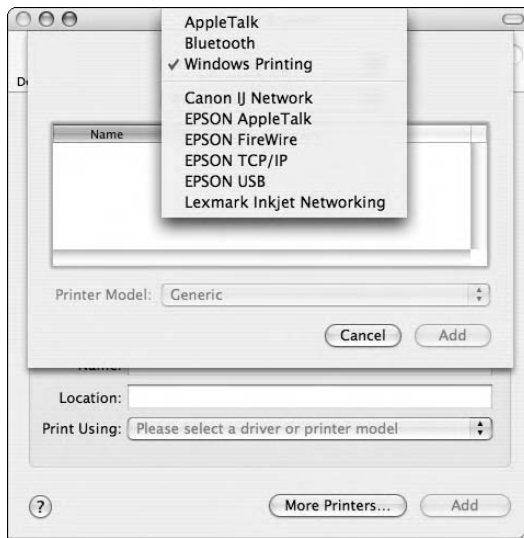 AppleTalk
Bluetooth
✓ Windows Printing
Canon IJ Network
EPSON AppleTalk
EPSON FireWire
EPSON TCP/IP
EPSON USB
Lexmark Inkjet Networking
Name
Printer Model: Generic
Cancel Add
Name:
Location:
Print Using: Please select a driver or printer model
? More Printers... Add